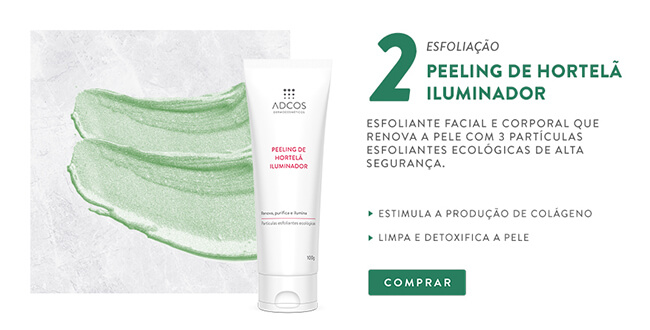 2
ESFOLIAÇÃO
PEELING DE HORTELÃ
ILUMINADOR
ESFOLIANTE FACIAL E CORPORAL QUE
RENOVA A PELE COM 3 PARTÍCULAS
ESFOLIANTES ECOLÓGICAS DE ALTA
SEGURANÇA.
ESTIMULA A PRODUÇÃO DE COLÁGENO
LIMPA E DETOXIFICA A PELE
COMPRAR
ADCOS
DERMOCOSMÉTICOS
PEELING DE
HORTELÃ
ILUMINADOR
Renova, purifica e ilumina
Partículas esfoliantes ecológicas
100g